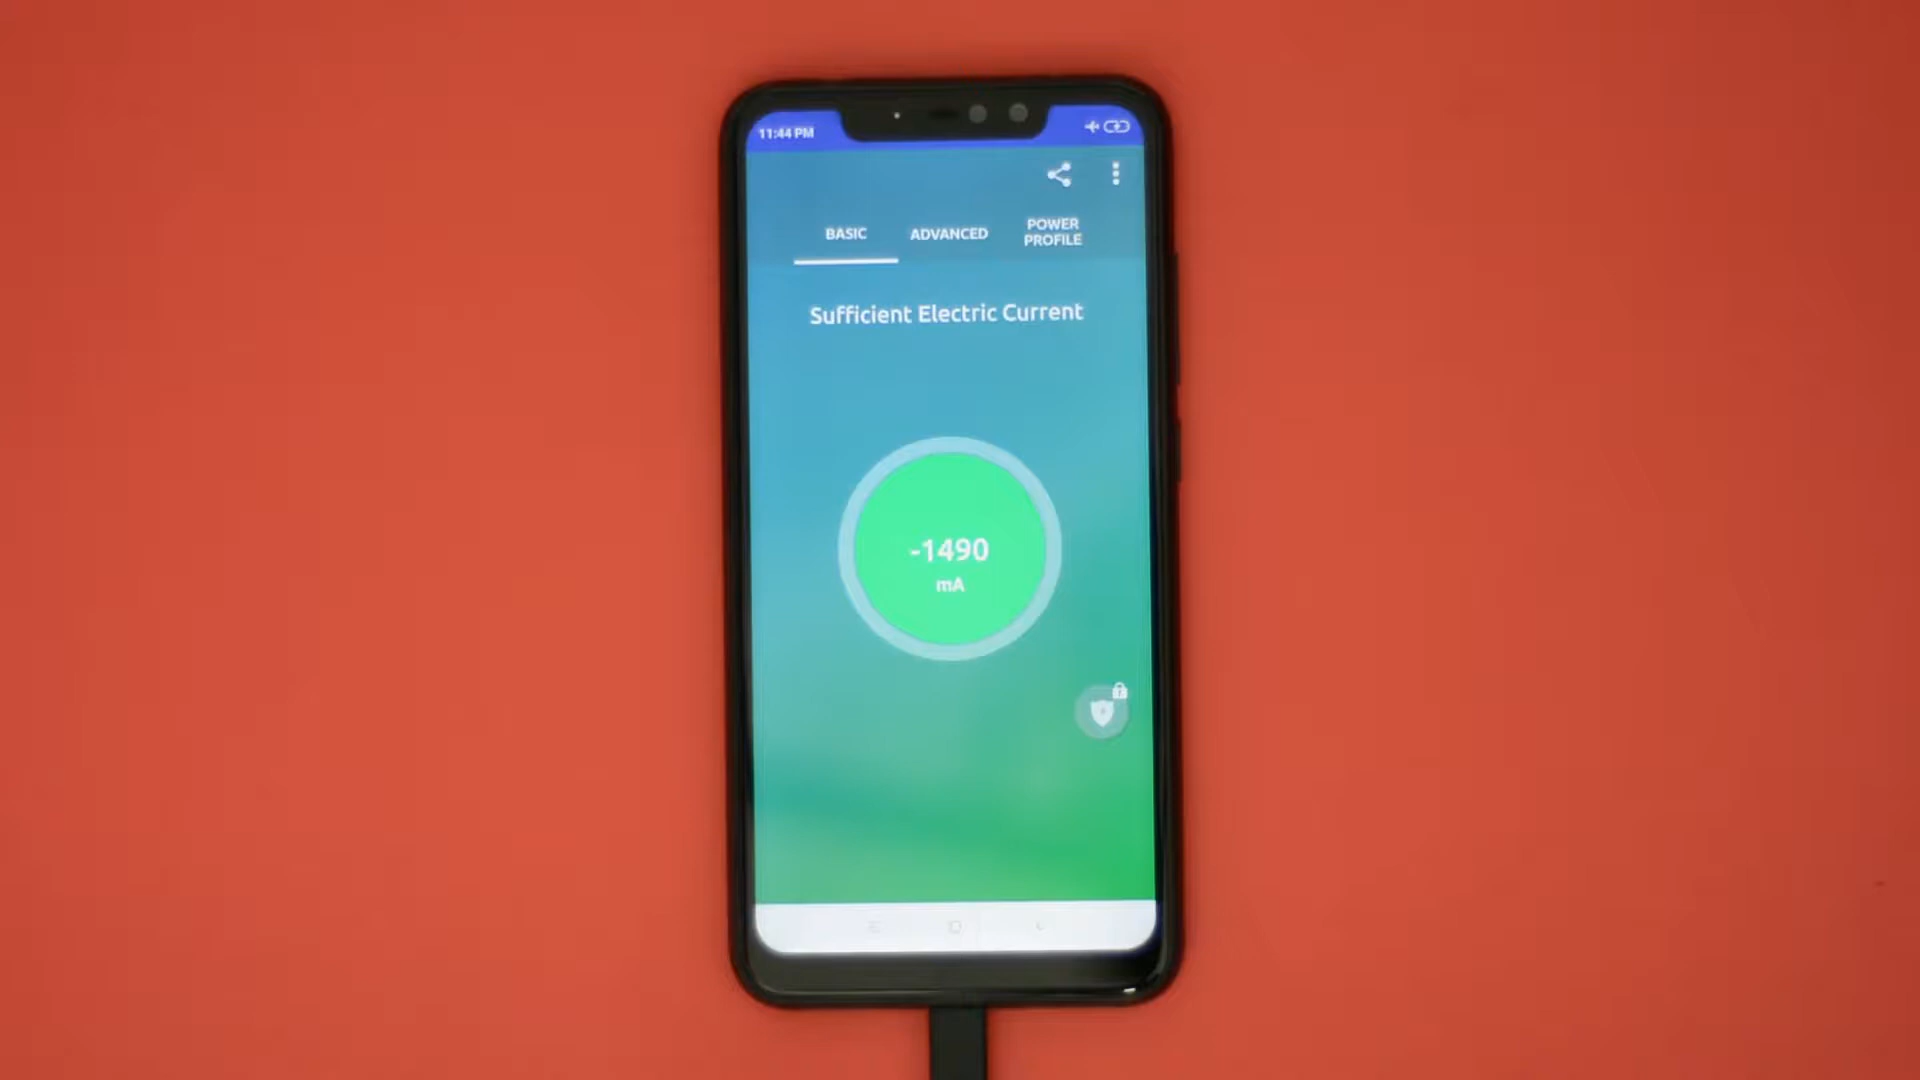 11:44 PM
BASIC
ADVANCED
POWER
PROFILE
Sufficient Electric Current
-1490
mA